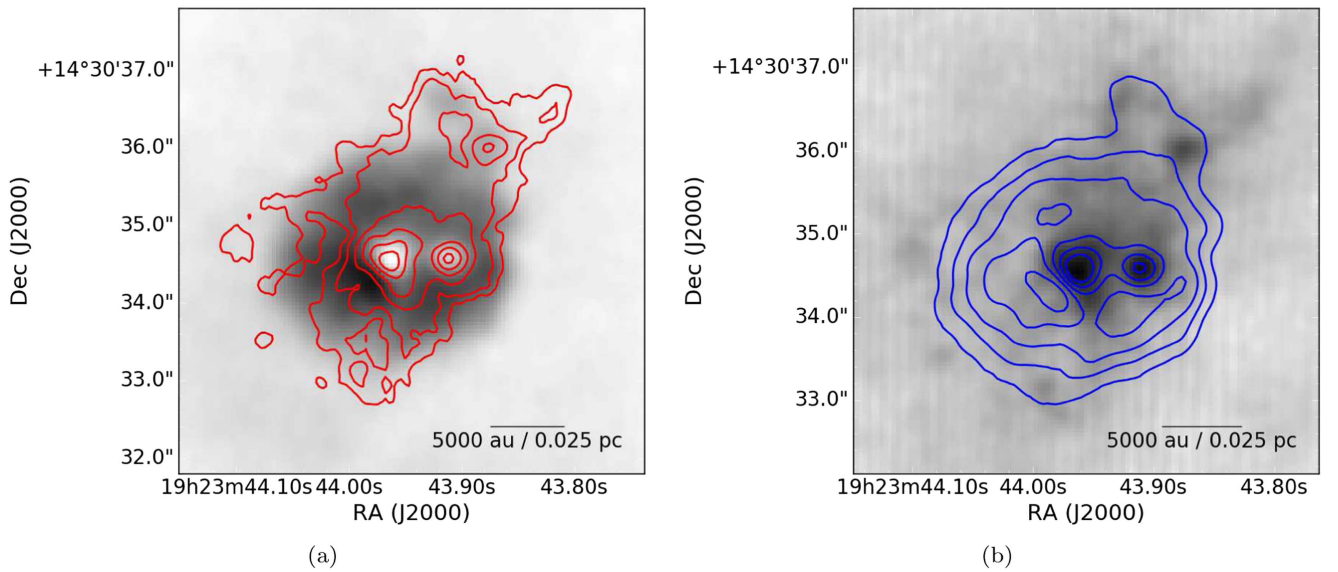 +14°30'37.0"
36.0"
35.0"
34.0"
33.0"
32.0"
Dec (J2000)
5000 au / 0.025 pc
19h23m44.10s 44.00s 43.90s 43.80s
RA (J2000)
(a)
+14°30'37.0"
36.0"
35.0"
34.0"
33.0"
Dec (J2000)
5000 au / 0.025 pc
19h23m44.10s 44.00s 43.90s 43.80s
RA (J2000)
(b)